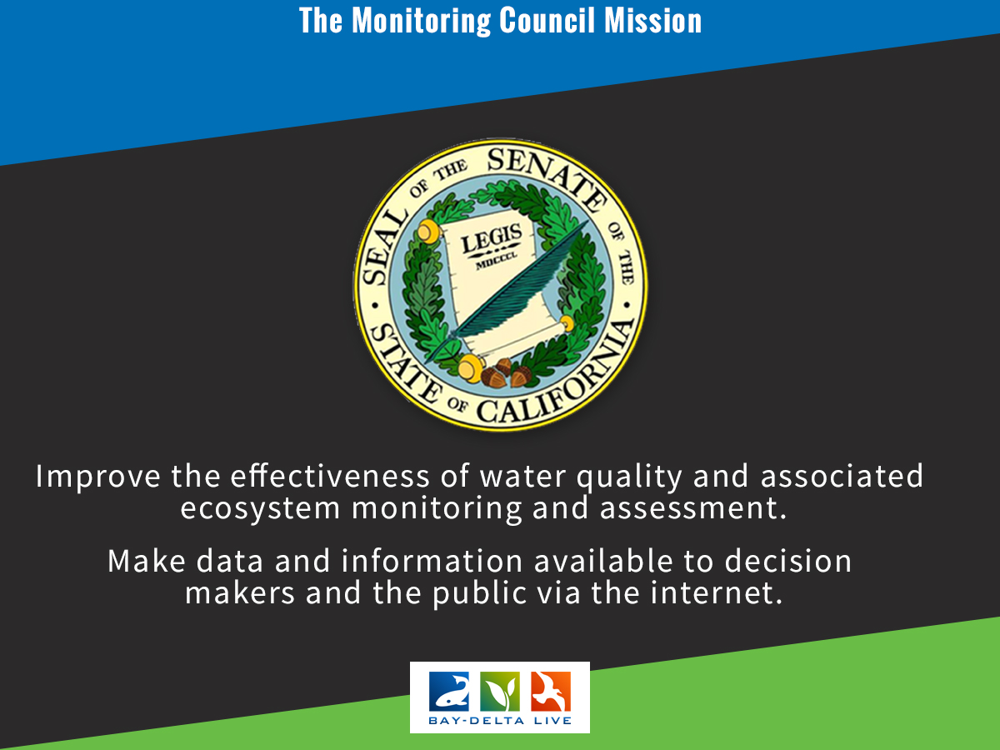 The Monitoring Council Mission
SEAL OF THE SENATE OF THE
STATE OF CALIFORNIA
LEGIS
MDCCCL
Improve the effectiveness of water quality and associated
ecosystem monitoring and assessment.
Make data and information available to decision
makers and the public via the internet.
BAY-DELTA LIVE